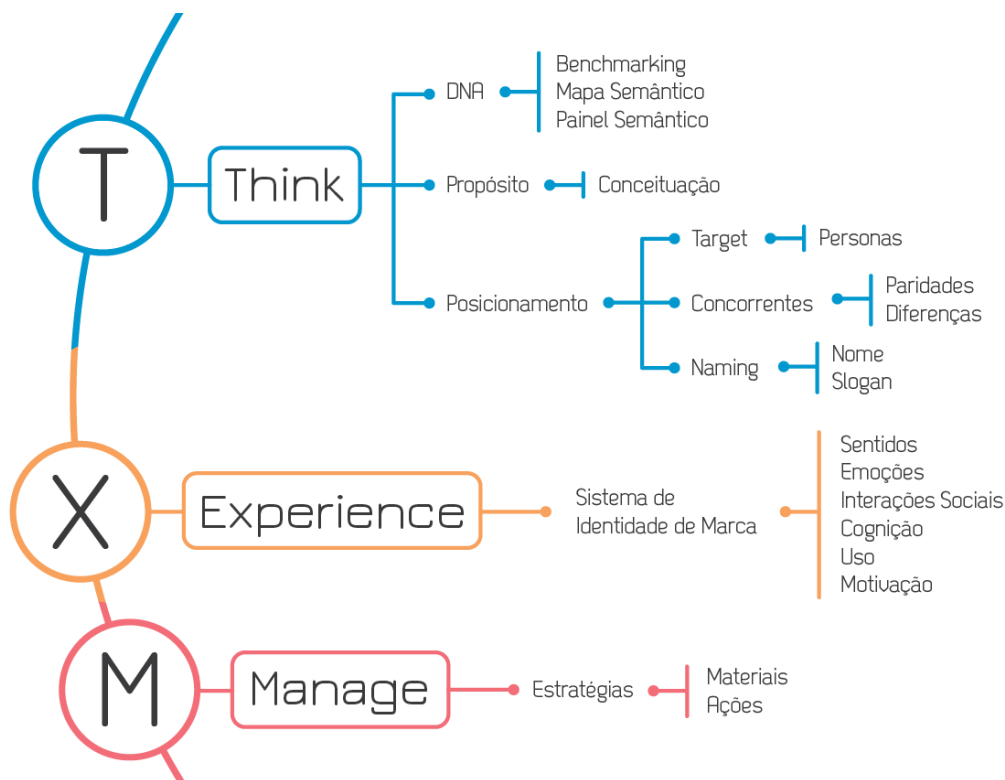 T
Think
DNA
Benchmarking
Mapa Semântico
Painel Semântico
Propósito
Conceituação
Posicionamento
Target
Personas
Concorrentes
Paridades
Diferenças
Naming
Nome
Slogan
X
Experience
Sistema de
Identidade de Marca
Sentidos
Emoções
Interações Sociais
Cognição
Uso
Motivação
M
Manage
Estratégias
Materiais
Ações